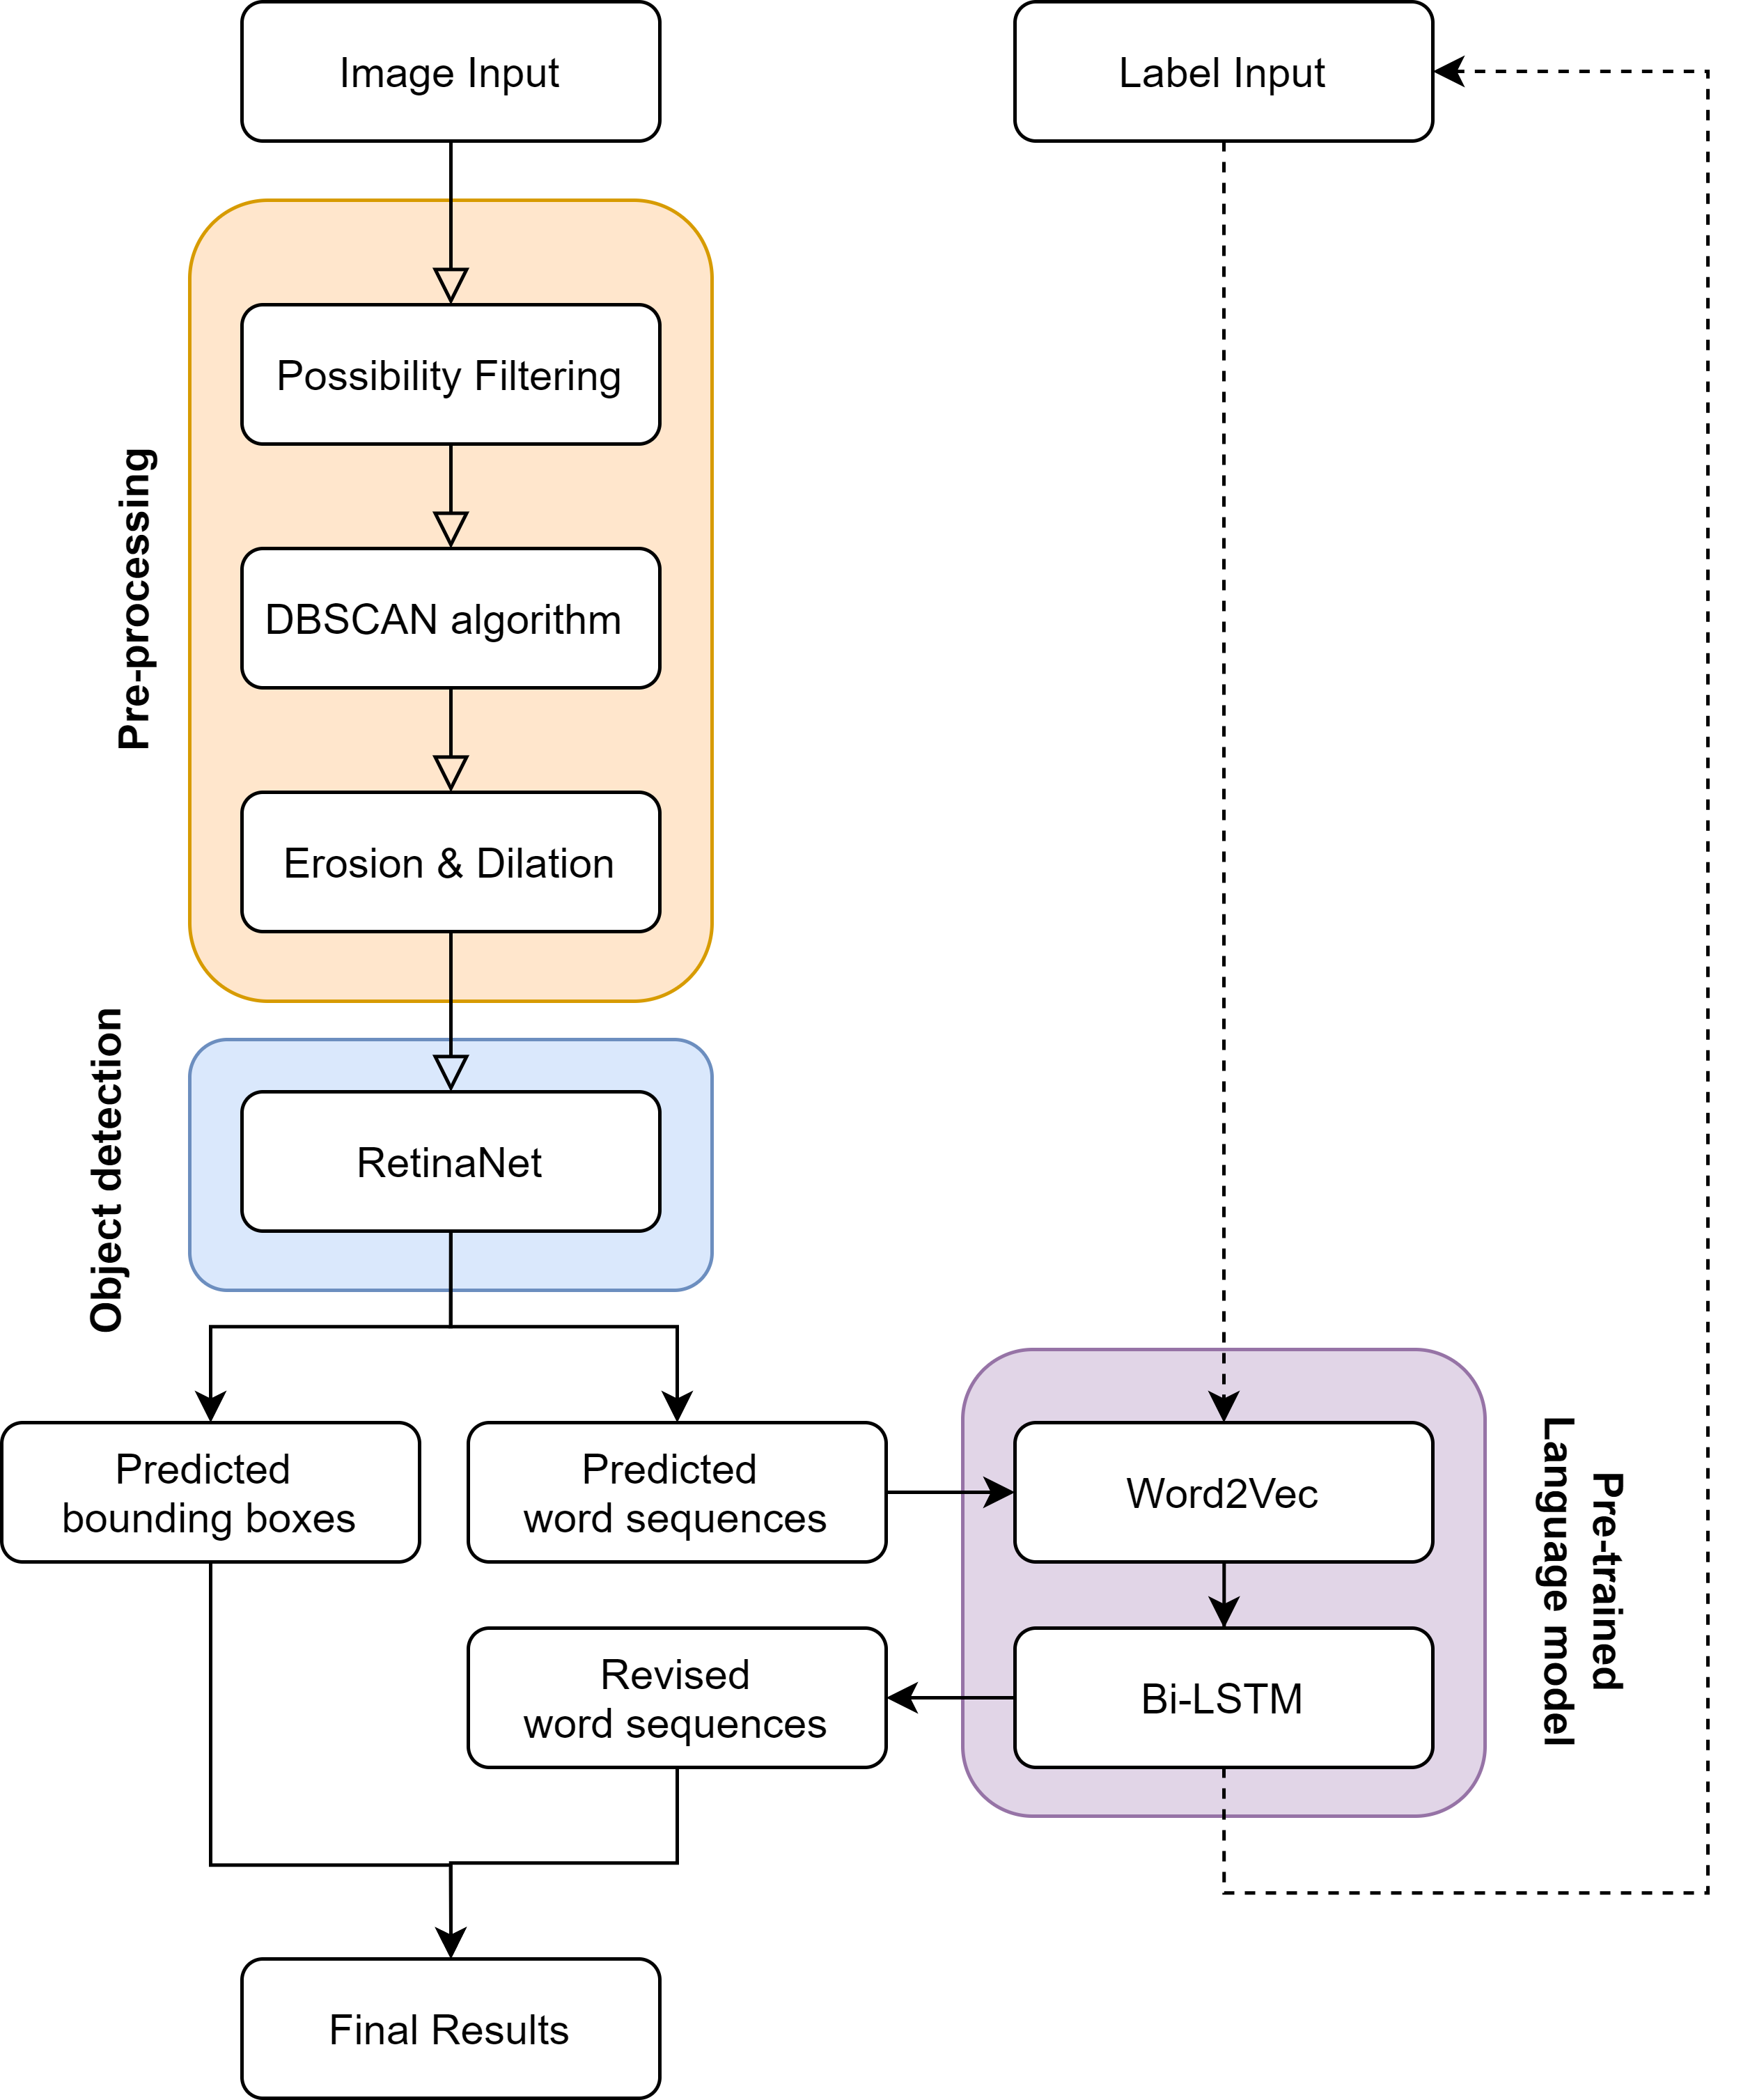 Image Input
Label Input
Pre-processing
Possibility Filtering
DBSCAN algorithm
Erosion & Dilation
Object detection
RetinaNet
Predicted
bounding boxes
Predicted
word sequences
Word2Vec
Pre-trained
Language model
Revised
word sequences
Bi-LSTM
Final Results